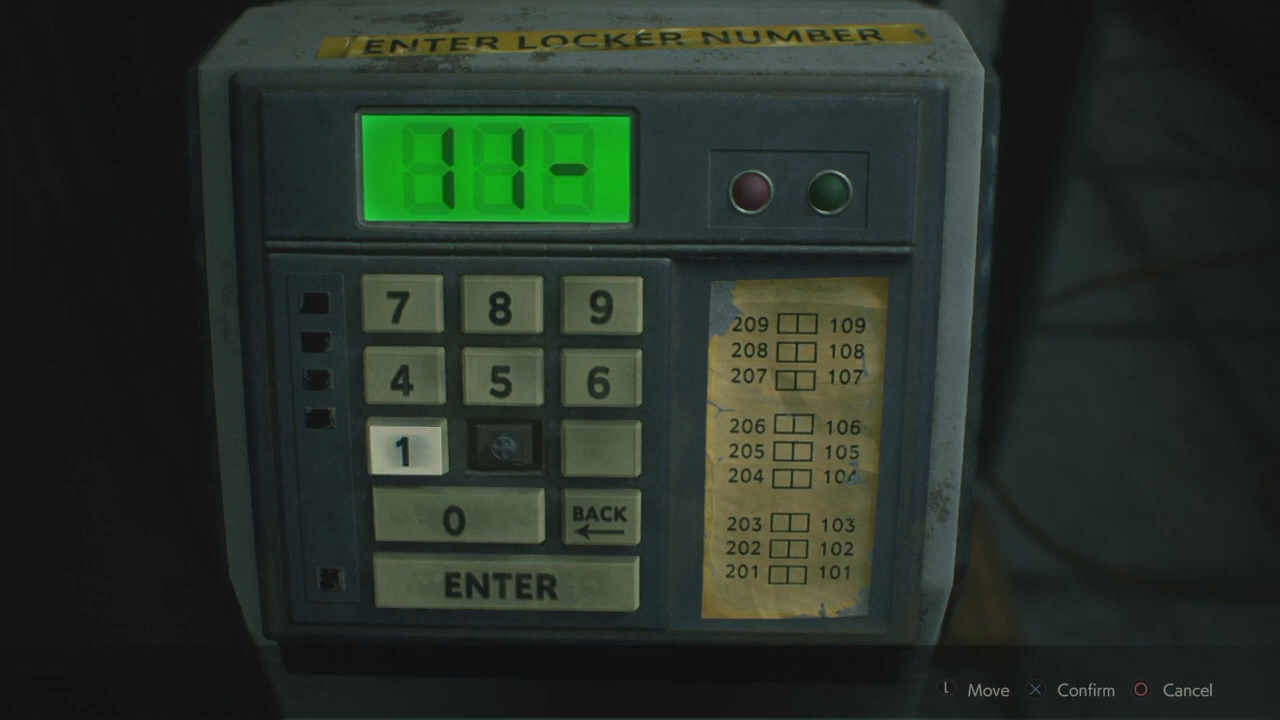 ENTER LOCKER NUMBER
11-
7 8 9
4 5 6
1
0 BACK
ENTER
209 109
208 108
207 107
206 106
205 105
204 104
203 103
202 102
201 101
L Move Confirm Cancel